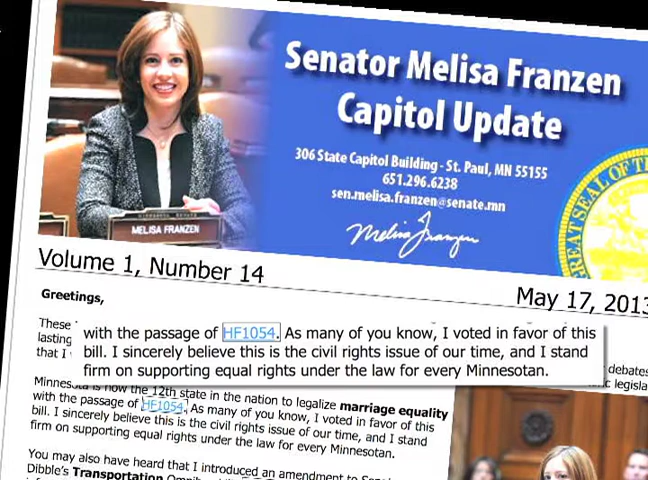 Senator Melisa Franzen
Capitol Update
306 State Capitol Building - St. Paul, MN 55155
651.296.6238
sen.melisa.franzen@senate.mn
Melisa Franzen
MINNESOTA SENATE
MELISA FRANZEN
GREAT SEAL OF
Volume 1, Number 14
May 17, 2013
Greetings,
These
lasting
that I
with the passage of HF1054. As many of you know, I voted in favor of this
bill. I sincerely believe this is the civil rights issue of our time, and I stand
firm on supporting equal rights under the law for every Minnesotan.
debates
legisla
Minnesota is now the 12th state in the nation to legalize marriage equality
with the passage of HF1054. As many of you know, I voted in favor of this
bill. I sincerely believe this is the civil rights issue of our time, and I stand
firm on supporting equal rights under the law for every Minnesotan.
You may also have heard that I introduced an amendment to
Dibble's Transportation